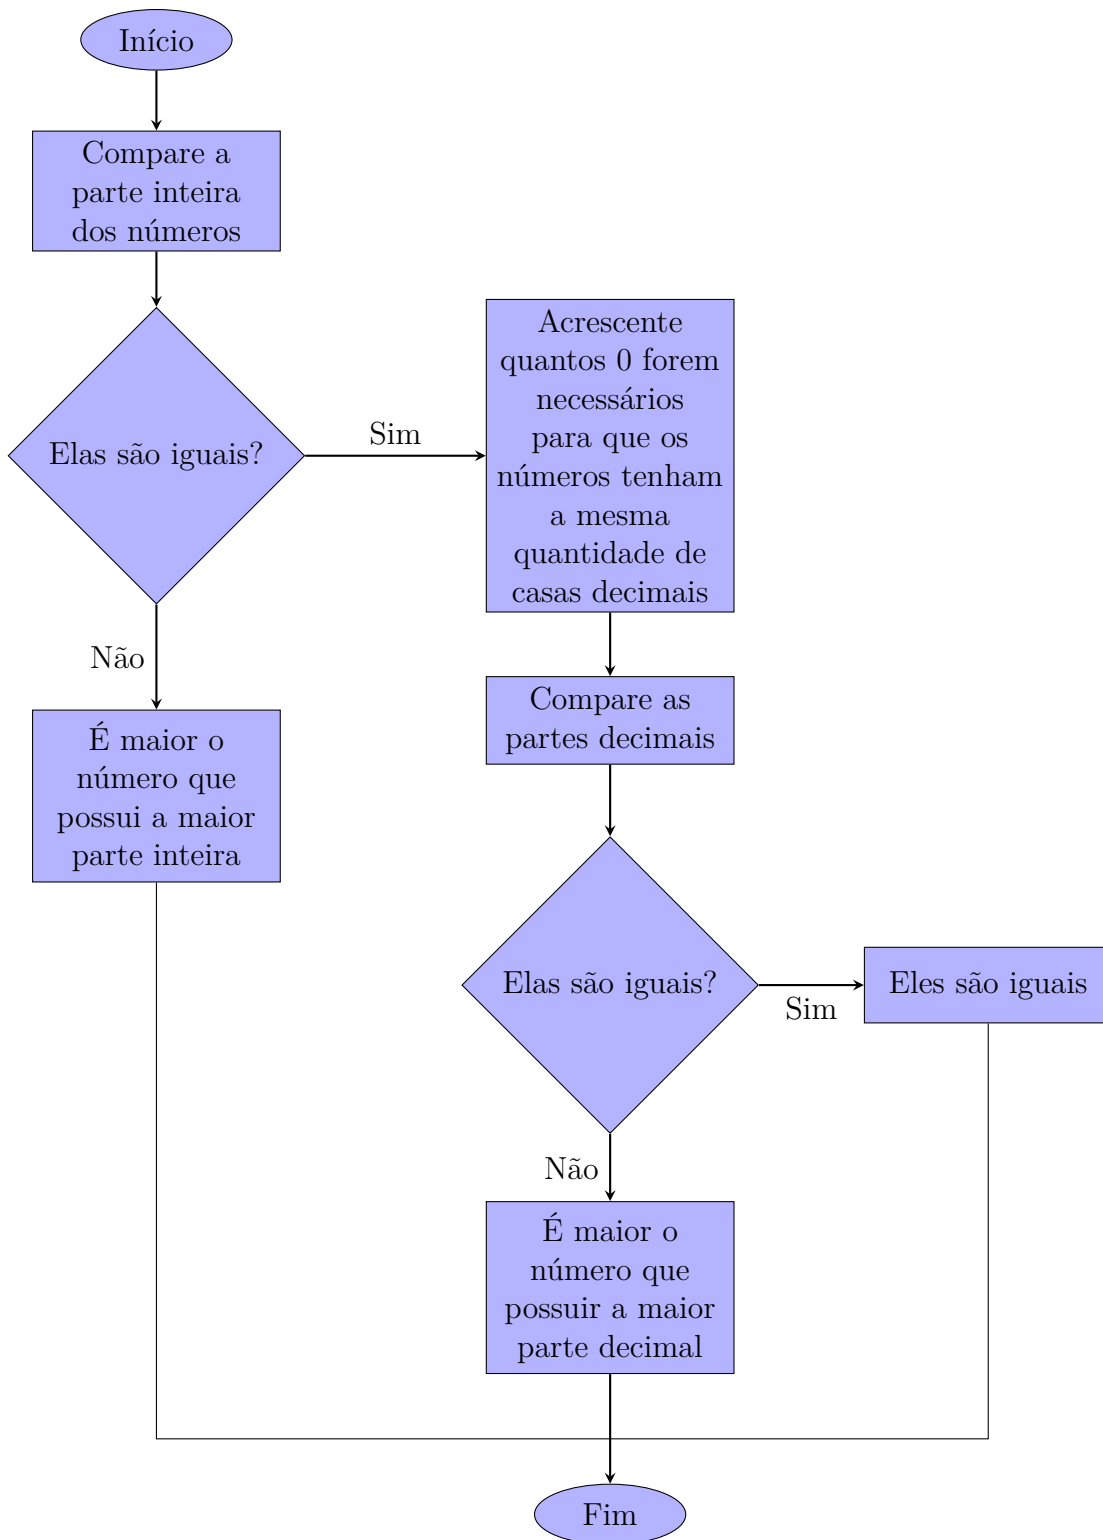 Início
Compare a
parte inteira
dos números
Elas são iguais?
Sim
Acrescente
quantos 0 forem
necessários
para que os
números tenham
a mesma
quantidade de
casas decimais
Não
É maior o
número que
possui a maior
parte inteira
Compare as
partes decimais
Elas são iguais?
Sim
Eles são iguais
Não
É maior o
número que
possuir a maior
parte decimal
Fim